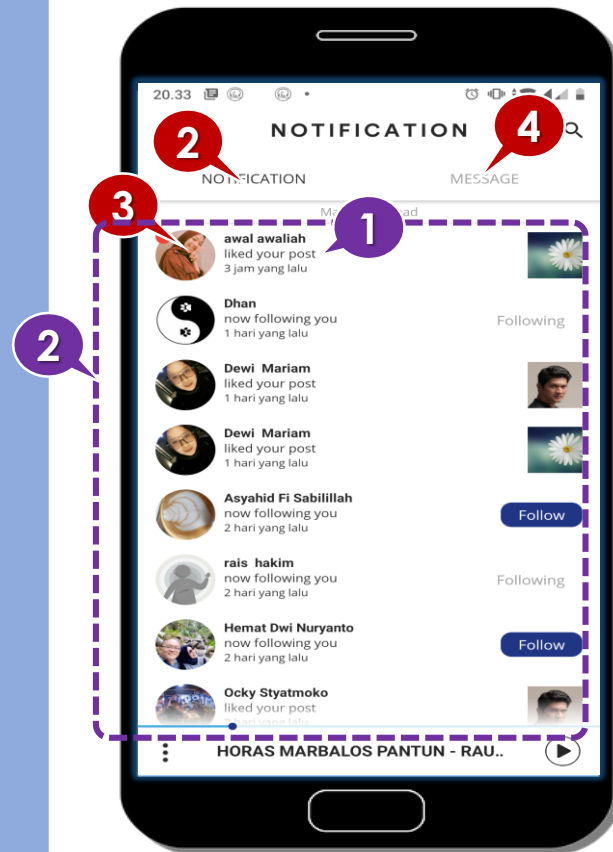 20.33
NOTIFICATION
4
2
NOTIFICATION
MESSAGE
3
1
awal awaliah
liked your post
3 jam yang lalu
Dhan
now following you
1 hari yang lalu
Following
2
Dewi Mariam
liked your post
1 hari yang lalu
Dewi Mariam
liked your post
1 hari yang lalu
Asyahid Fi Sabilillah
now following you
2 hari yang lalu
Follow
rais hakim
now following you
2 hari yang lalu
Following
Hemat Dwi Nuryanto
now following you
2 hari yang lalu
Follow
Ocky Styatmoko
liked your post
hari yang lalu
HORAS MARBALOS PANTUN - RAU..